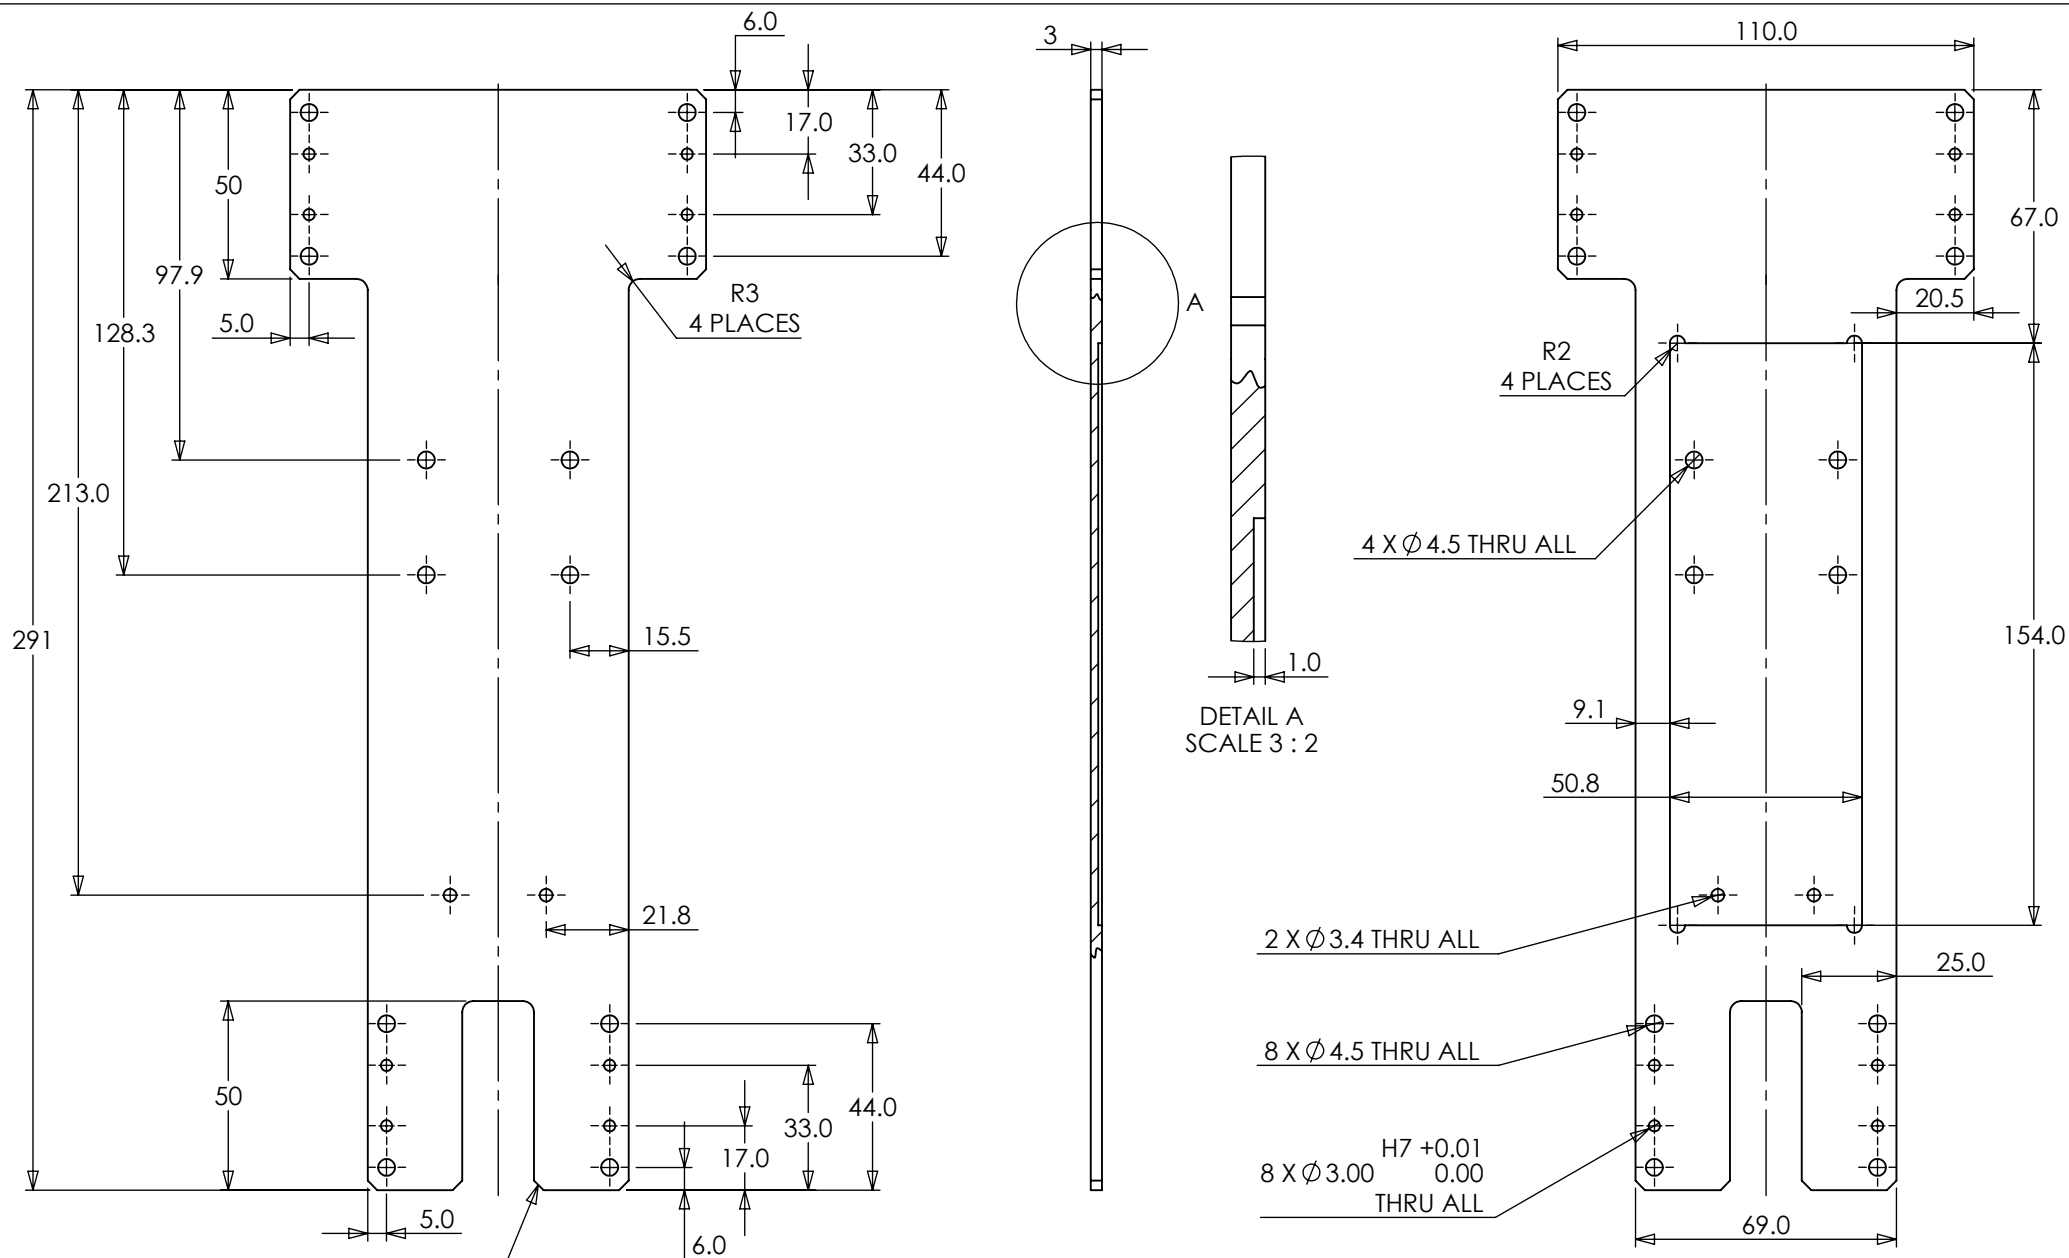 6.0
3
110.0
17.0
33.0
44.0
50
67.0
97.9
A
R3
4 PLACES
20.5
5.0
128.3
R2
4 PLACES
213.0
4 X Ø 4.5 THRU ALL
291
15.5
154.0
1.0
DETAIL A
SCALE 3 : 2
9.1
50.8
21.8
2 X Ø 3.4 THRU ALL
25.0
8 X Ø 4.5 THRU ALL
50
44.0
33.0
17.0
H7 +0.01
8 X Ø 3.00 0.00
THRU ALL
5.0
6.0
69.0